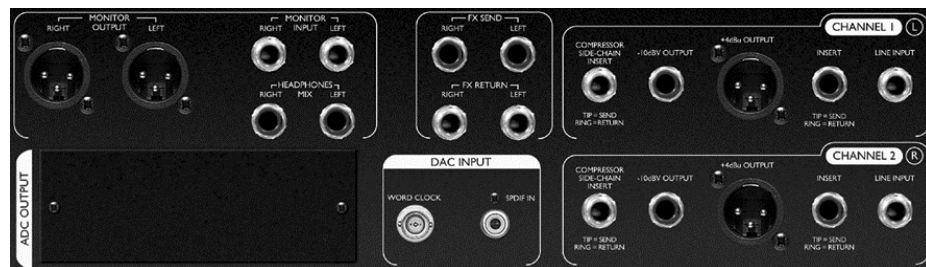 MONITOR
RIGHT OUTPUT LEFT
MONITOR
RIGHT INPUT LEFT
HEADPHONES
RIGHT MIX LEFT
FX SEND
RIGHT LEFT
FX RETURN
RIGHT LEFT
CHANNEL 1 L
COMPRESSOR
SIDE-CHAIN
INSERT
-10dBV OUTPUT
+4dBu OUTPUT
INSERT
LINE INPUT
TIP = SEND
RING = RETURN
TIP = SEND
RING = RETURN
ADC OUTPUT
DAC INPUT
WORD CLOCK
SPDIF IN
CHANNEL 2 R
COMPRESSOR
SIDE-CHAIN
INSERT
-10dBV OUTPUT
+4dBu OUTPUT
INSERT
LINE INPUT
TIP = SEND
RING = RETURN
TIP = SEND
RING = RETURN